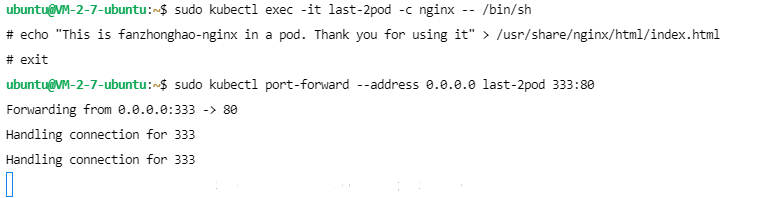 ubuntu@VM-2-7-ubuntu:~$ sudo kubectl exec -it last-2pod -c nginx -- /bin/sh
# echo "This is fanzhonghao-nginx in a pod. Thank you for using it" > /usr/share/nginx/html/index.html
# exit
ubuntu@VM-2-7-ubuntu:~$ sudo kubectl port-forward --address 0.0.0.0 last-2pod 333:80
Forwarding from 0.0.0.0:333 -> 80
Handling connection for 333
Handling connection for 333